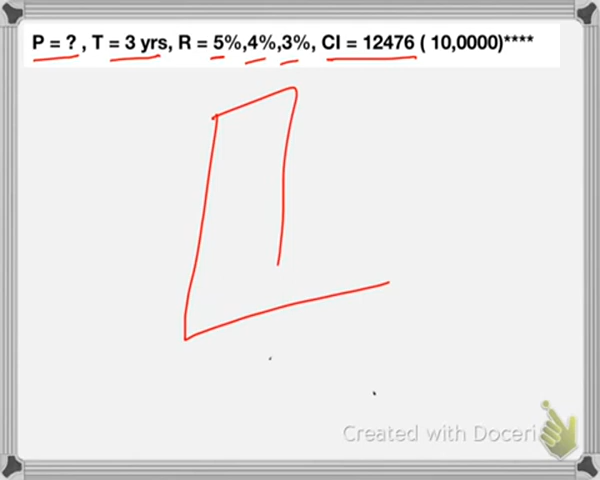 P = ? , T = 3 yrs, R = 5%,4%,3%, CI = 12476 ( 10,0000)****
Created with Doceri